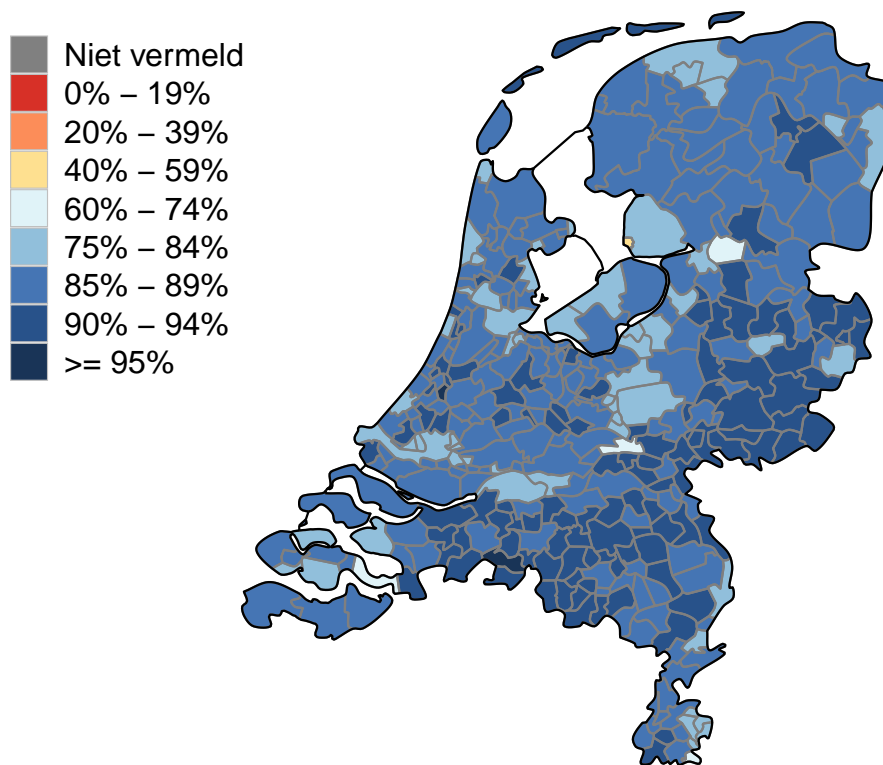 Niet vermeld
0% – 19%
20% – 39%
40% – 59%
60% – 74%
75% – 84%
85% – 89%
90% – 94%
>= 95%